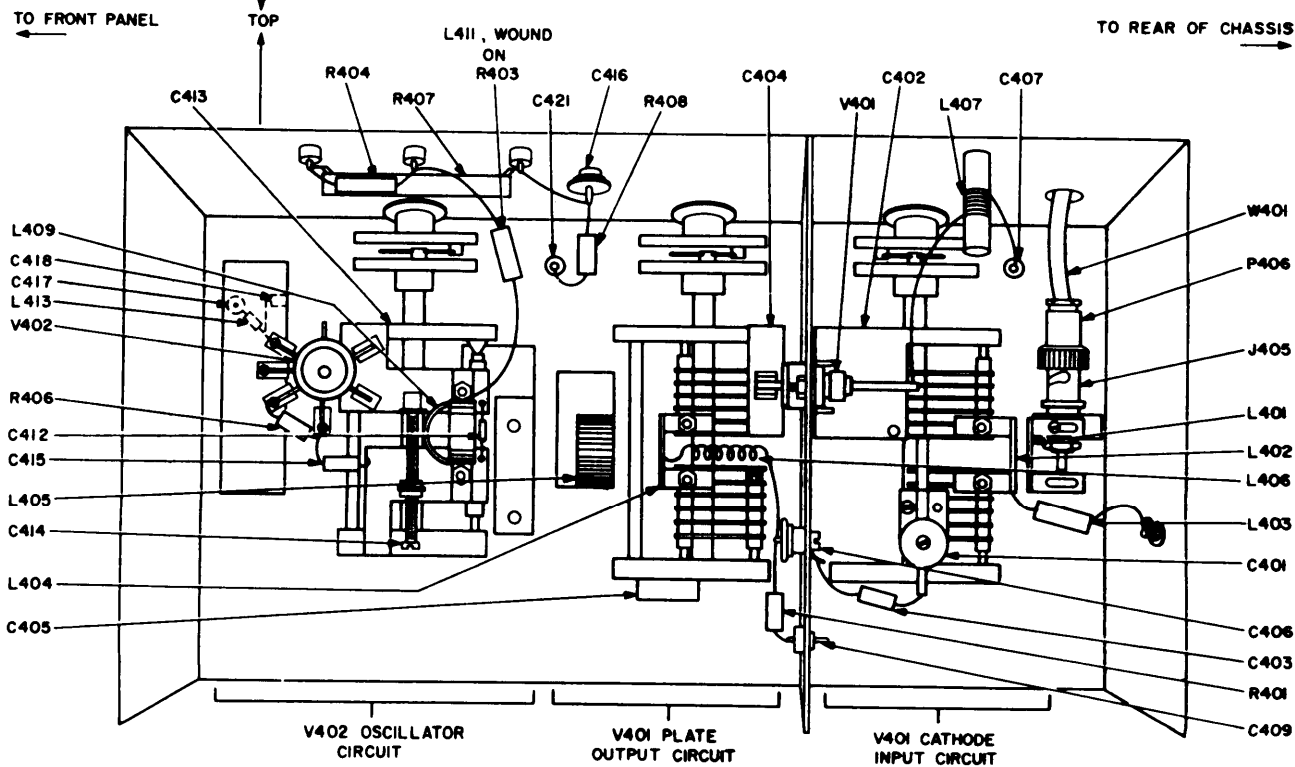 TO FRONT PANEL
TOP
TO REAR OF CHASSIS
L411, WOUND
ON
R403
R404
R407
C413
C421
C416
R408
C404
V401
C402
L407
C407
L409
C418
C417
L413
V402
R406
C412
C415
L405
C414
L404
C405
W401
P406
J405
L401
L402
L406
L403
C401
C406
C403
R401
C409
V402 OSCILLATOR
CIRCUIT
V401 PLATE
OUTPUT CIRCUIT
V401 CATHODE
INPUT CIRCUIT